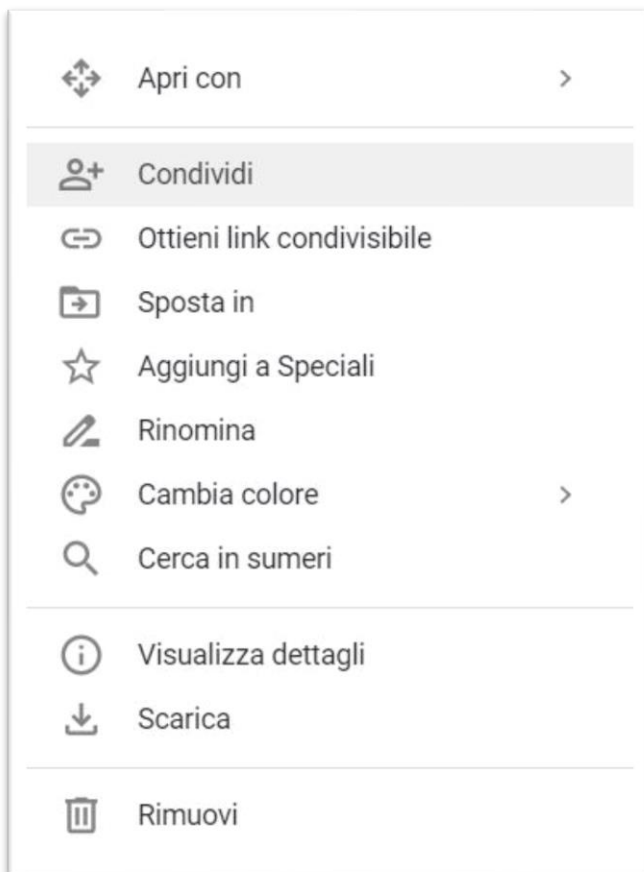 Apri con
Condividi
Ottieni link condivisibile
Sposta in
Aggiungi a Speciali
Rinomina
Cambia colore
Cerca in sumeri
Visualizza dettagli
Scarica
Rimuovi